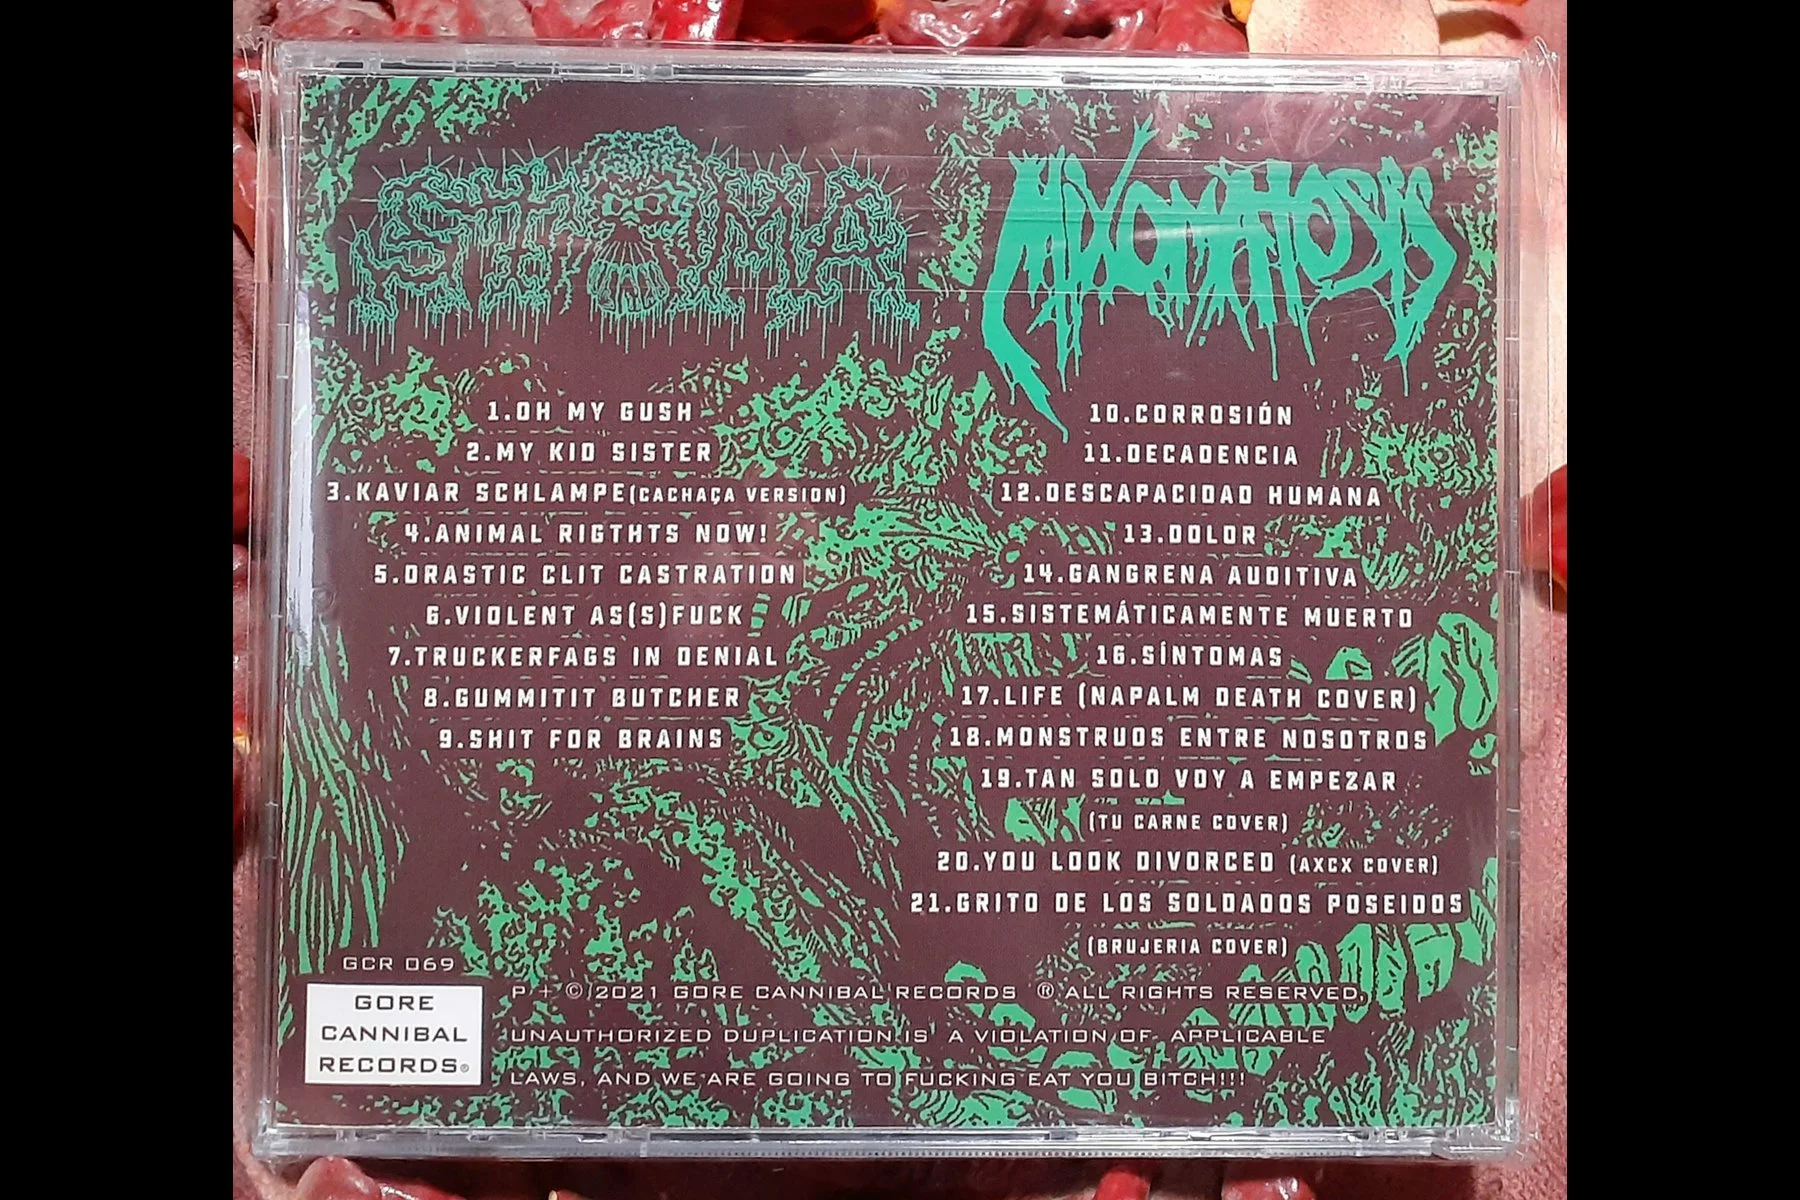 STOMA
MIXOMATOSIS
1.OH MY GUSH
2.MY KID SISTER
3.KAVIAR SCHLAMPE(CACHAÇA VERSION)
4.ANIMAL RIGTHTS NOW!
5.DRASTIC CLIT CASTRATION
6.VIOLENT AS(S)FUCK
7.TRUCKERFAGS IN DENIAL
8.GUMMITIT BUTCHER
9.SHIT FOR BRAINS
10.CORROSIÓN
11.DECADENCIA
12.DESCAPACIDAD HUMANA
13.DOLOR
14.GANGRENA AUDITIVA
15.SISTEMÁTICAMENTE MUERTO
16.SÍNTOMAS
17.LIFE (NAPALM DEATH COVER)
18.MONSTRUOS ENTRE NOSOTROS
19.TAN SOLO VOY A EMPEZAR
(TU CARNE COVER)
20.YOU LOOK DIVORCED (AXCX COVER)
21.GRITO DE LOS SOLDADOS POSEIDOS
(BRUJERIA COVER)
GCR 069
GORE
CANNIBAL
RECORDS®
P + © 2021 GORE CANNIBAL RECORDS ® ALL RIGHTS RESERVED,
UNAUTHORIZED DUPLICATION IS A VIOLATION OF APPLICABLE
LAWS, AND WE ARE GOING TO FUCKING EAT YOU BITCH!!!